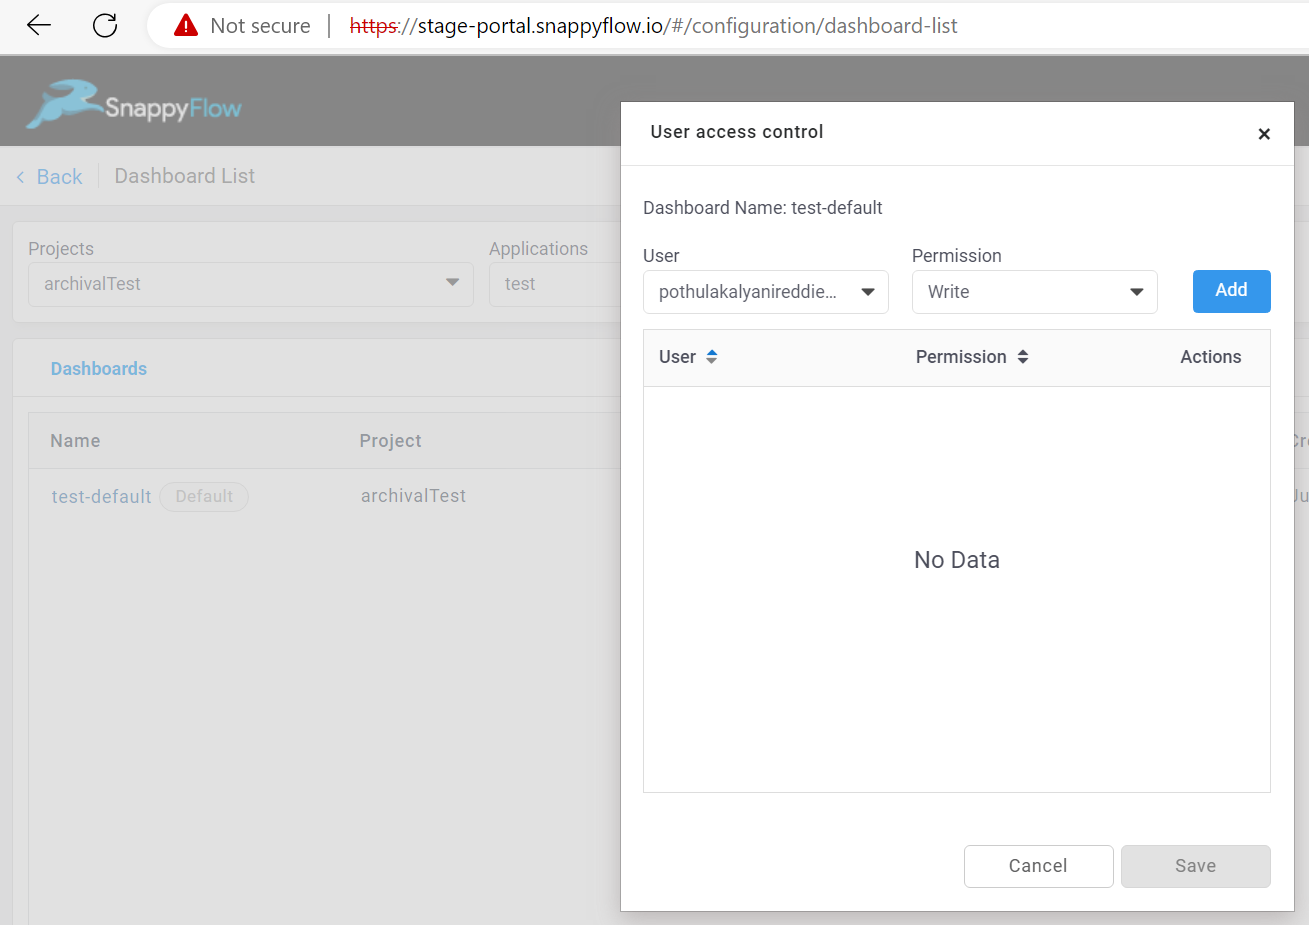 Not secure | https://stage-portal.snappyflow.io/#/configuration/dashboard-list
SnappyFlow
Back
Dashboard List
Projects
archivalTest
Applications
test
Dashboards
Name
Project
test-default
Default
archivalTest
User access control
Dashboard Name: test-default
User
Permission
pothulakalyanireddie...
Write
Add
User
Permission
Actions
No Data
Cancel
Save